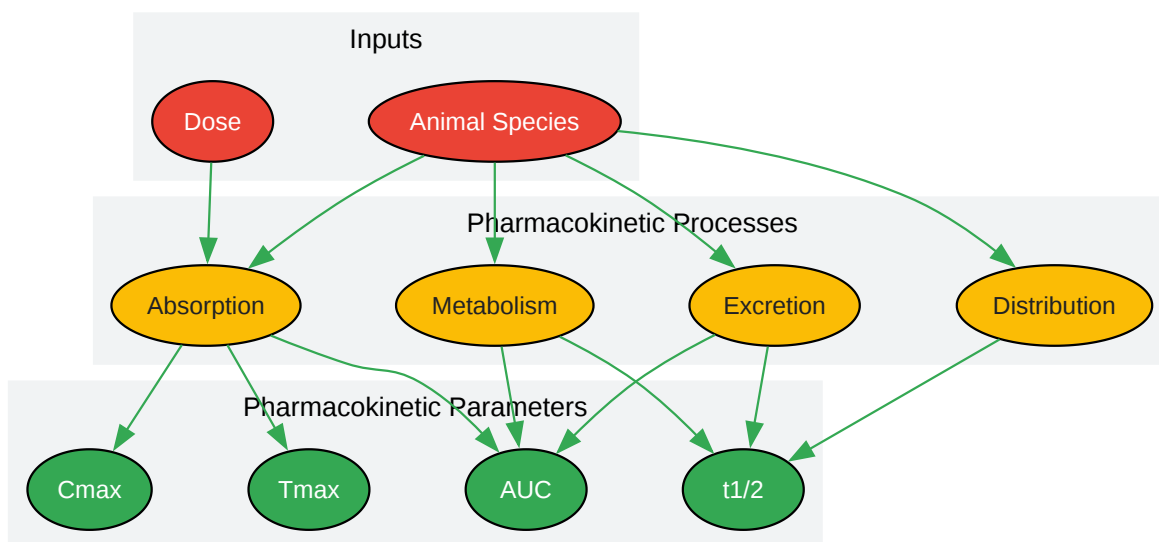 Inputs
Dose
Animal Species
Pharmacokinetic Processes
Absorption
Metabolism
Excretion
Distribution
Pharmacokinetic Parameters
Cmax
Tmax
AUC
t1/2